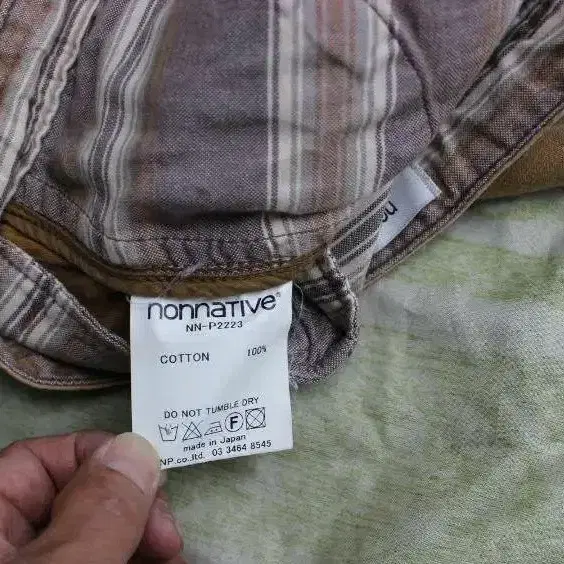 nonnative®
NN-P2223
COTTON 100%
DO NOT TUMBLE DRY
F
made in Japan
NP.co.,ltd. 03 3464 8545